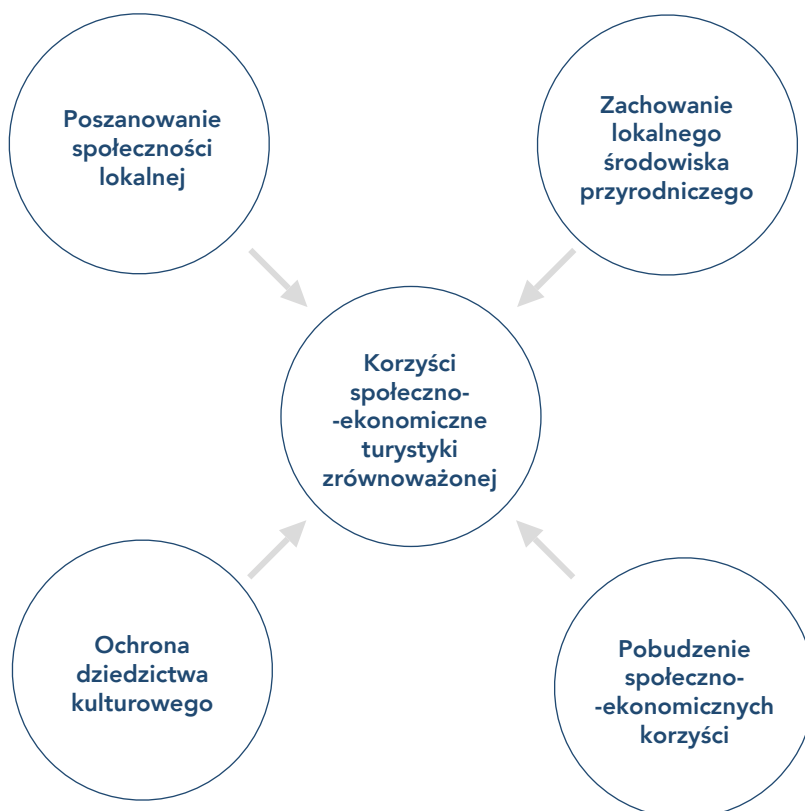 Poszanowanie
społeczności
lokalnej
Zachowanie
lokalnego
środowiska
przyrodniczego
Korzyści
społeczno-
-ekonomiczne
turystyki
zrównoważonej
Ochrona
dziedzictwa
kulturowego
Pobudzenie
społeczno-
-ekonomicznych
korzyści